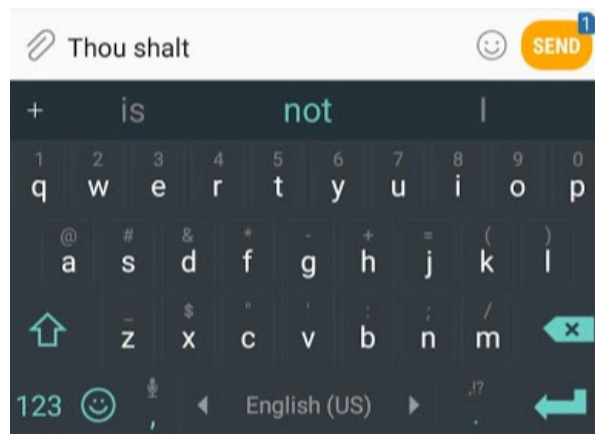 Thou shalt SEND 1
+ is not I
1 2 3 4 5 6 7 8 9 0
q w e r t y u i o p
@ # & * - + = ( )
a s d f g h j k l
_ $ " ' : ; /
z x c v b n m
123 , English (US) ,!? .